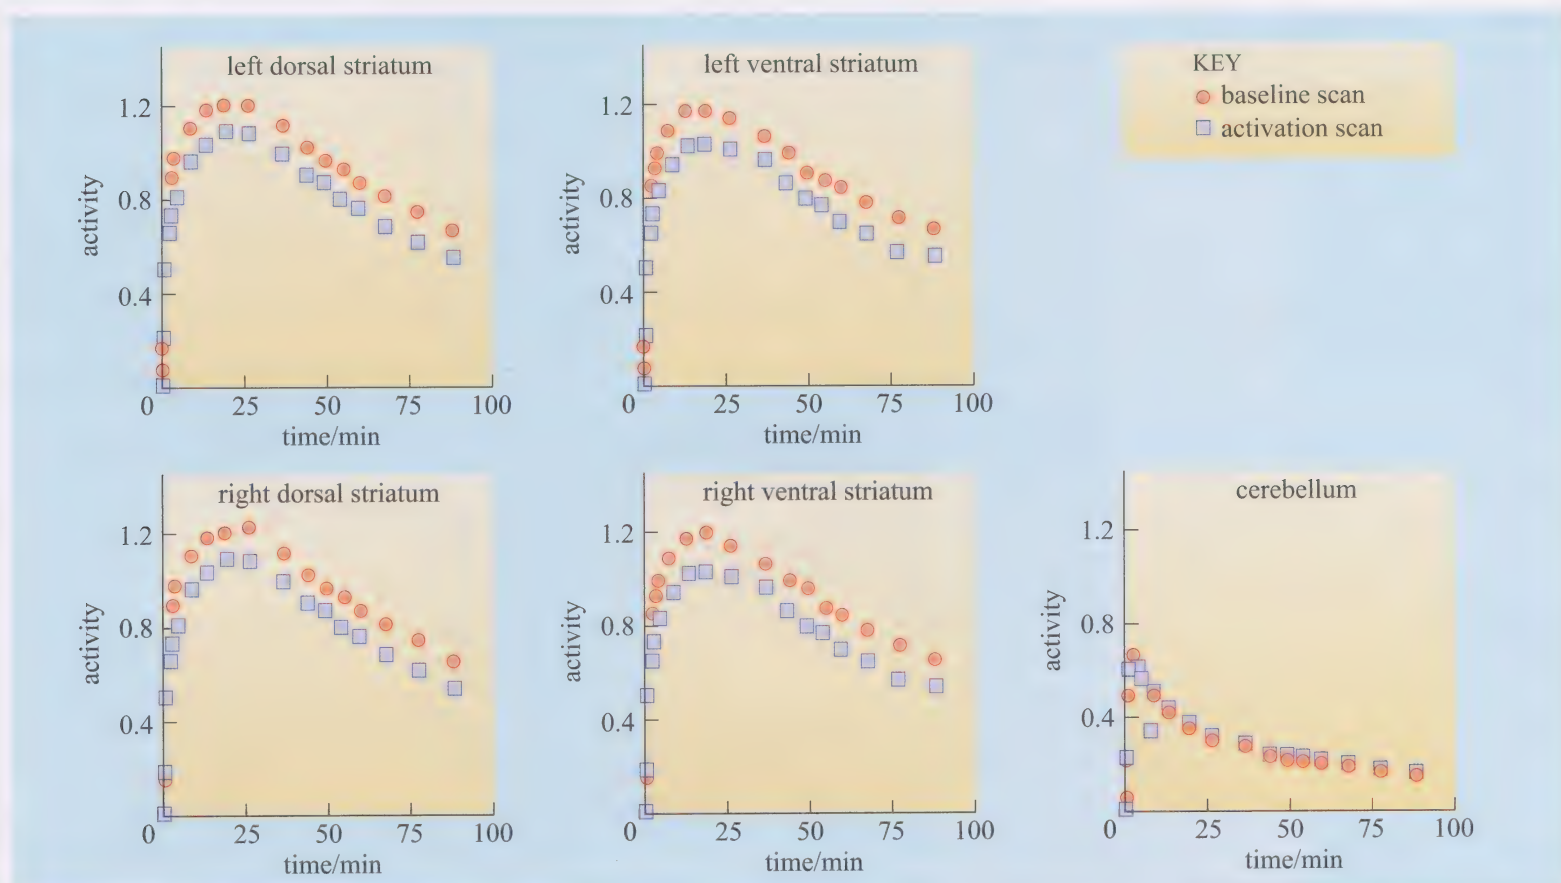 left dorsal striatum
1.2
0.8
0.4
activity
0
25
50
75
100
time/min
left ventral striatum
1.2
0.8
0.4
activity
0
25
50
75
100
time/min
KEY
baseline scan
activation scan
right dorsal striatum
1.2
0.8
0.4
activity
0
25
50
75
100
time/min
right ventral striatum
1.2
0.8
0.4
activity
0
25
50
75
100
time/min
cerebellum
1.2
0.8
0.4
activity
0
25
50
75
100
time/min